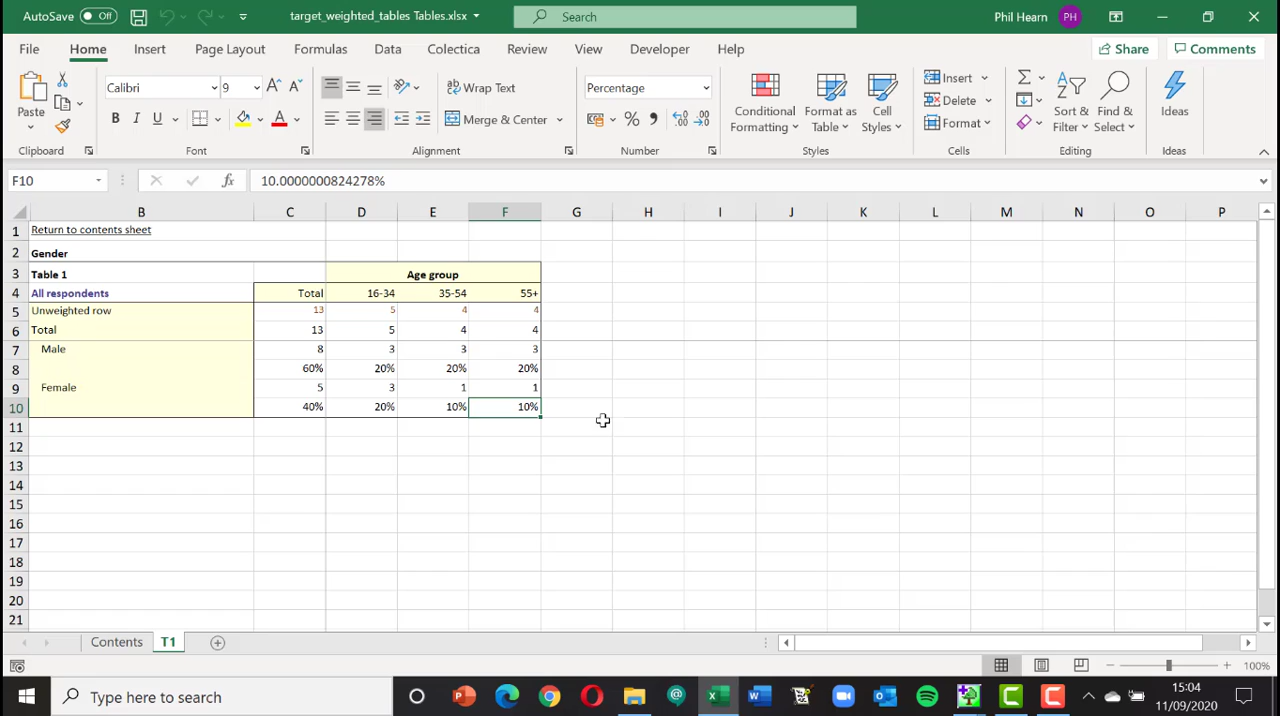 AutoSave Off target_weighted_tables Tables.xlsx Search Phil Hearn PH
File Home Insert Page Layout Formulas Data Colectica Review View Developer Help Share Comments
Paste Calibri 9 Wrap Text Percentage Conditional Formatting Format as Table Cell Styles Insert Sort & Filter Find & Select Ideas
B I U A Merge & Center % Delete
Format
Clipboard Font Alignment Number Styles Cells Editing Ideas
F10 fx 10.0000000824278%
B C D E F G H I J K L M N O P
1 Return to contents sheet
2 Gender
3 Table 1 Age group
4 All respondents Total 16-34 35-54 55+
5 Unweighted row 13 5 4 4
6 Total 13 5 4 4
7 Male 8 3 3 3
8 60% 20% 20% 20%
9 Female 5 3 1 1
10 40% 20% 10% 10%
11
12
13
14
15
16
17
18
19
20
21
Contents T1
100%
Type here to search 15:04
11/09/2020